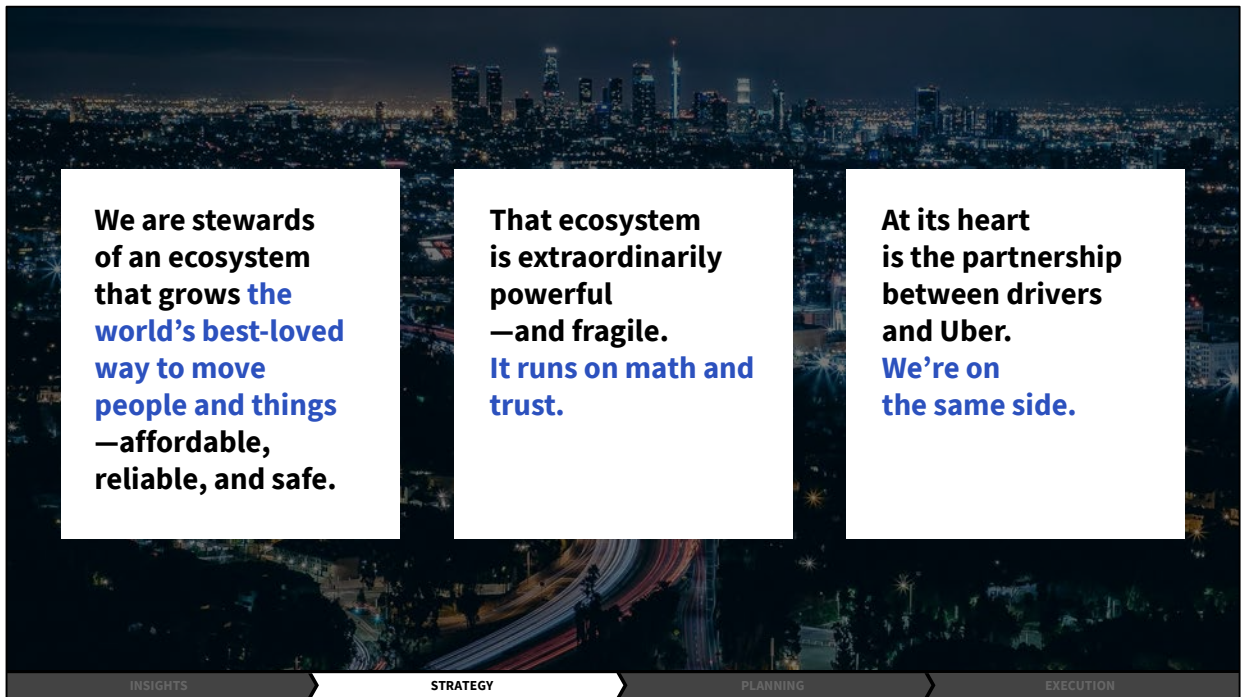 We are stewards
of an ecosystem
that grows the
world’s best-loved
way to move
people and things
—affordable,
reliable, and safe.
That ecosystem
is extraordinarily
powerful
—and fragile.
It runs on math and
trust.
At its heart
is the partnership
between drivers
and Uber.
We’re on
the same side.
INSIGHTS
STRATEGY
PLANNING
EXECUTION